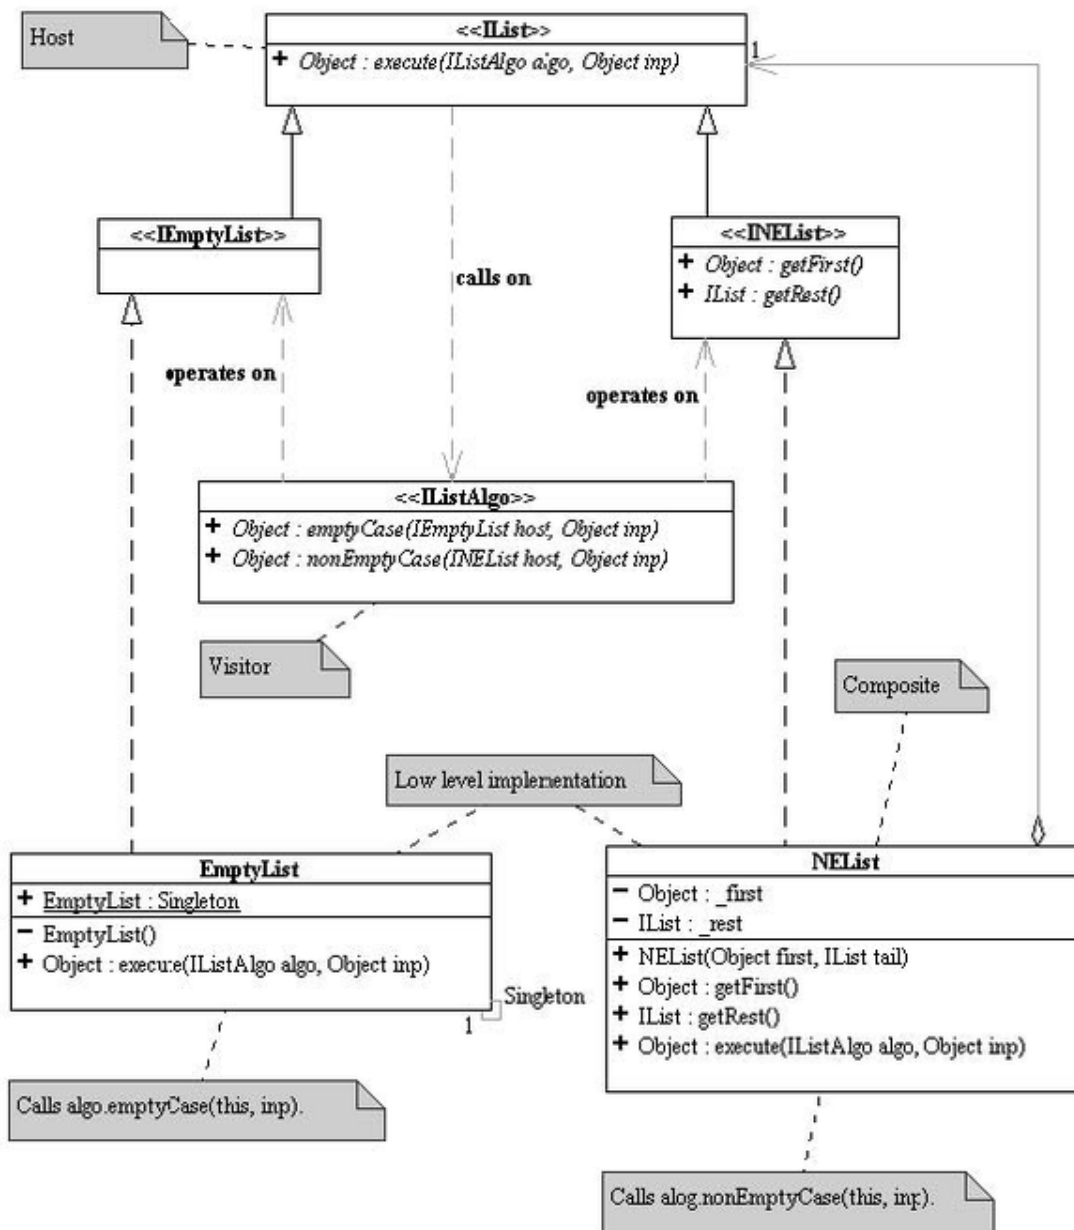 Host
<<IList>>
+ Object : execute(IListAlgo algo, Object inp)
1
<<IEmptyList>>
<<INEList>>
+ Object : getFirst()
+ IList : getRest()
calls on
operates on
operates on
<<IListAlgo>>
+ Object : emptyCase(IEmptyList host, Object inp)
+ Object : nonEmptyCase(INEList host, Object inp)
Visitor
Composite
Low level implementation
EmptyList
+ EmptyList : Singleton
- EmptyList()
+ Object : execute(IListAlgo algo, Object inp)
Singleton
1
NEList
- Object : _first
- IList : _rest
+ NEList(Object first, IList tail)
+ Object : getFirst()
+ IList : getRest()
+ Object : execute(IListAlgo algo, Object inp)
Calls algo.emptyCase(this, inp).
Calls alog.nonEmptyCase(this, inp).